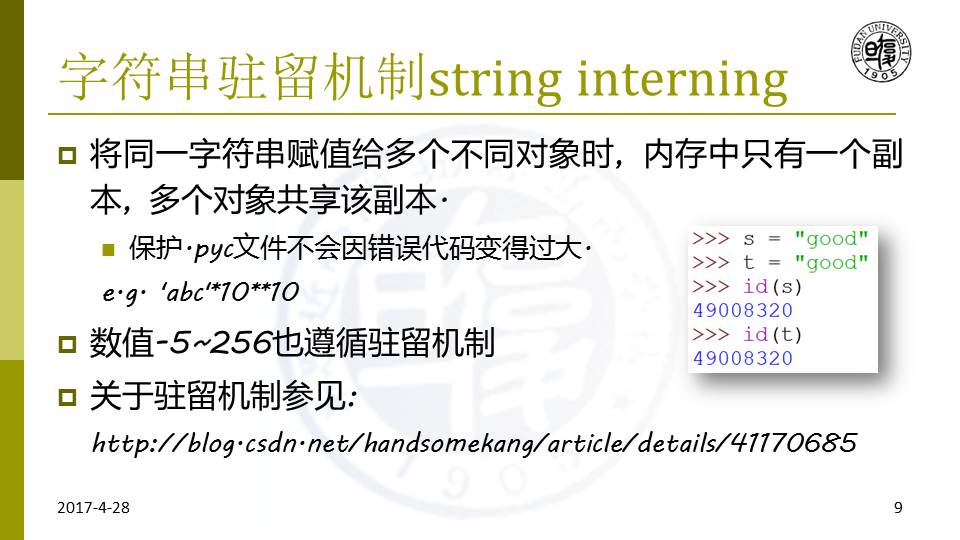 字符串驻留机制string interning
FUDAN UNIVERSITY
1905
将同一字符串赋值给多个不同对象时，内存中只有一个副
本，多个对象共享该副本.
保护.pyc文件不会因错误代码变得过大.
e.g. 'abc'*10**10
>>> s = "good"
>>> t = "good"
>>> id(s)
49008320
>>> id(t)
49008320
数值-5~256也遵循驻留机制
关于驻留机制参见:
http://blog.csdn.net/handsomekang/article/details/41170685
2017-4-28
9